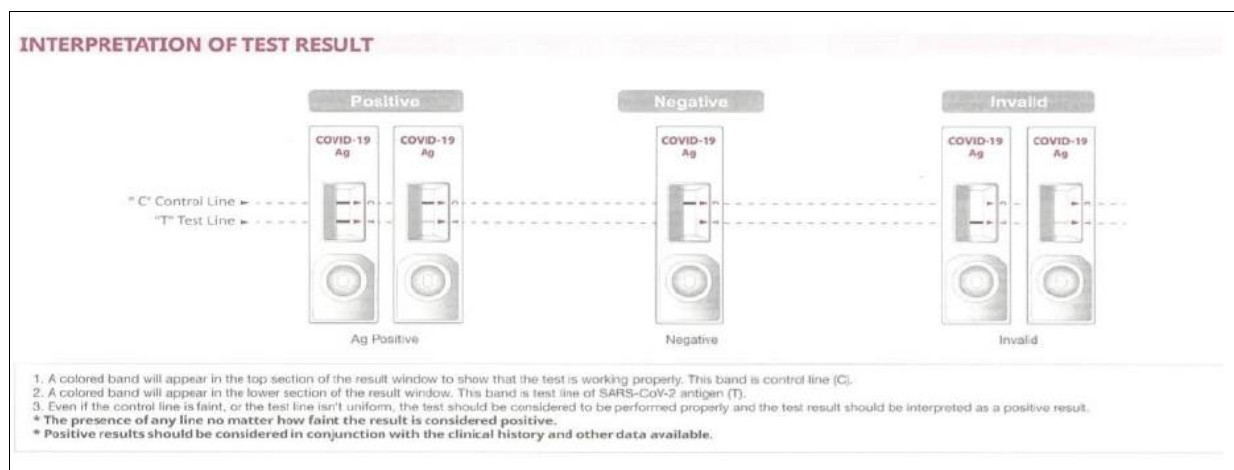 INTERPRETATION OF TEST RESULT
Positive
Negative
Invalid
COVID-19 Ag
COVID-19 Ag
COVID-19 Ag
COVID-19 Ag
COVID-19 Ag
"C" Control Line
"T" Test Line
Ag Positive
Negative
Invalid
1. A colored band will appear in the top section of the result window to show that the test is working properly. This band is control line (C).
2. A colored band will appear in the lower section of the result window. This band is test line of SARS-CoV-2 antigen (T).
3. Even if the control line is faint, or the test line isn't uniform, the test should be considered to be performed properly and the test result should be interpreted as a positive result.
* The presence of any line no matter how faint the result is considered positive.
* Positive results should be considered in conjunction with the clinical history and other data available.